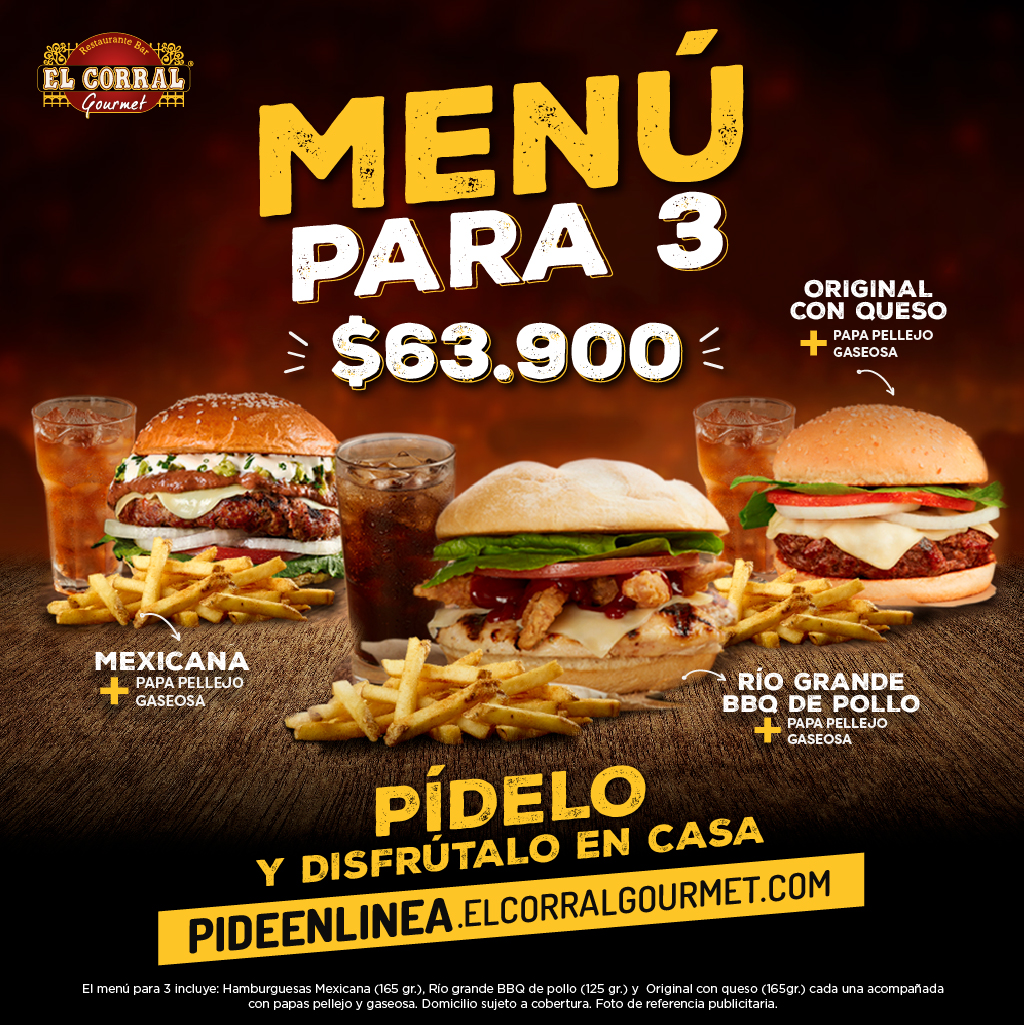 Restaurante Bar
EL CORRAL
Gourmet
MENÚ
PARA 3
$63.900
ORIGINAL
CON QUESO
+ PAPA PELLEJO
GASEOSA
MEXICANA
+ PAPA PELLEJO
GASEOSA
RÍO GRANDE
BBQ DE POLLO
+ PAPA PELLEJO
GASEOSA
PÍDELO
Y DISFRÚTALO EN CASA
PIDEENLINEA.ELCORRALGOURMET.COM
El menú para 3 incluye: Hamburguesas Mexicana (165 gr.), Río grande BBQ de pollo (125 gr.) y Original con queso (165gr.) cada una acompañada
con papas pellejo y gaseosa. Domicilio sujeto a cobertura. Foto de referencia publicitaria.